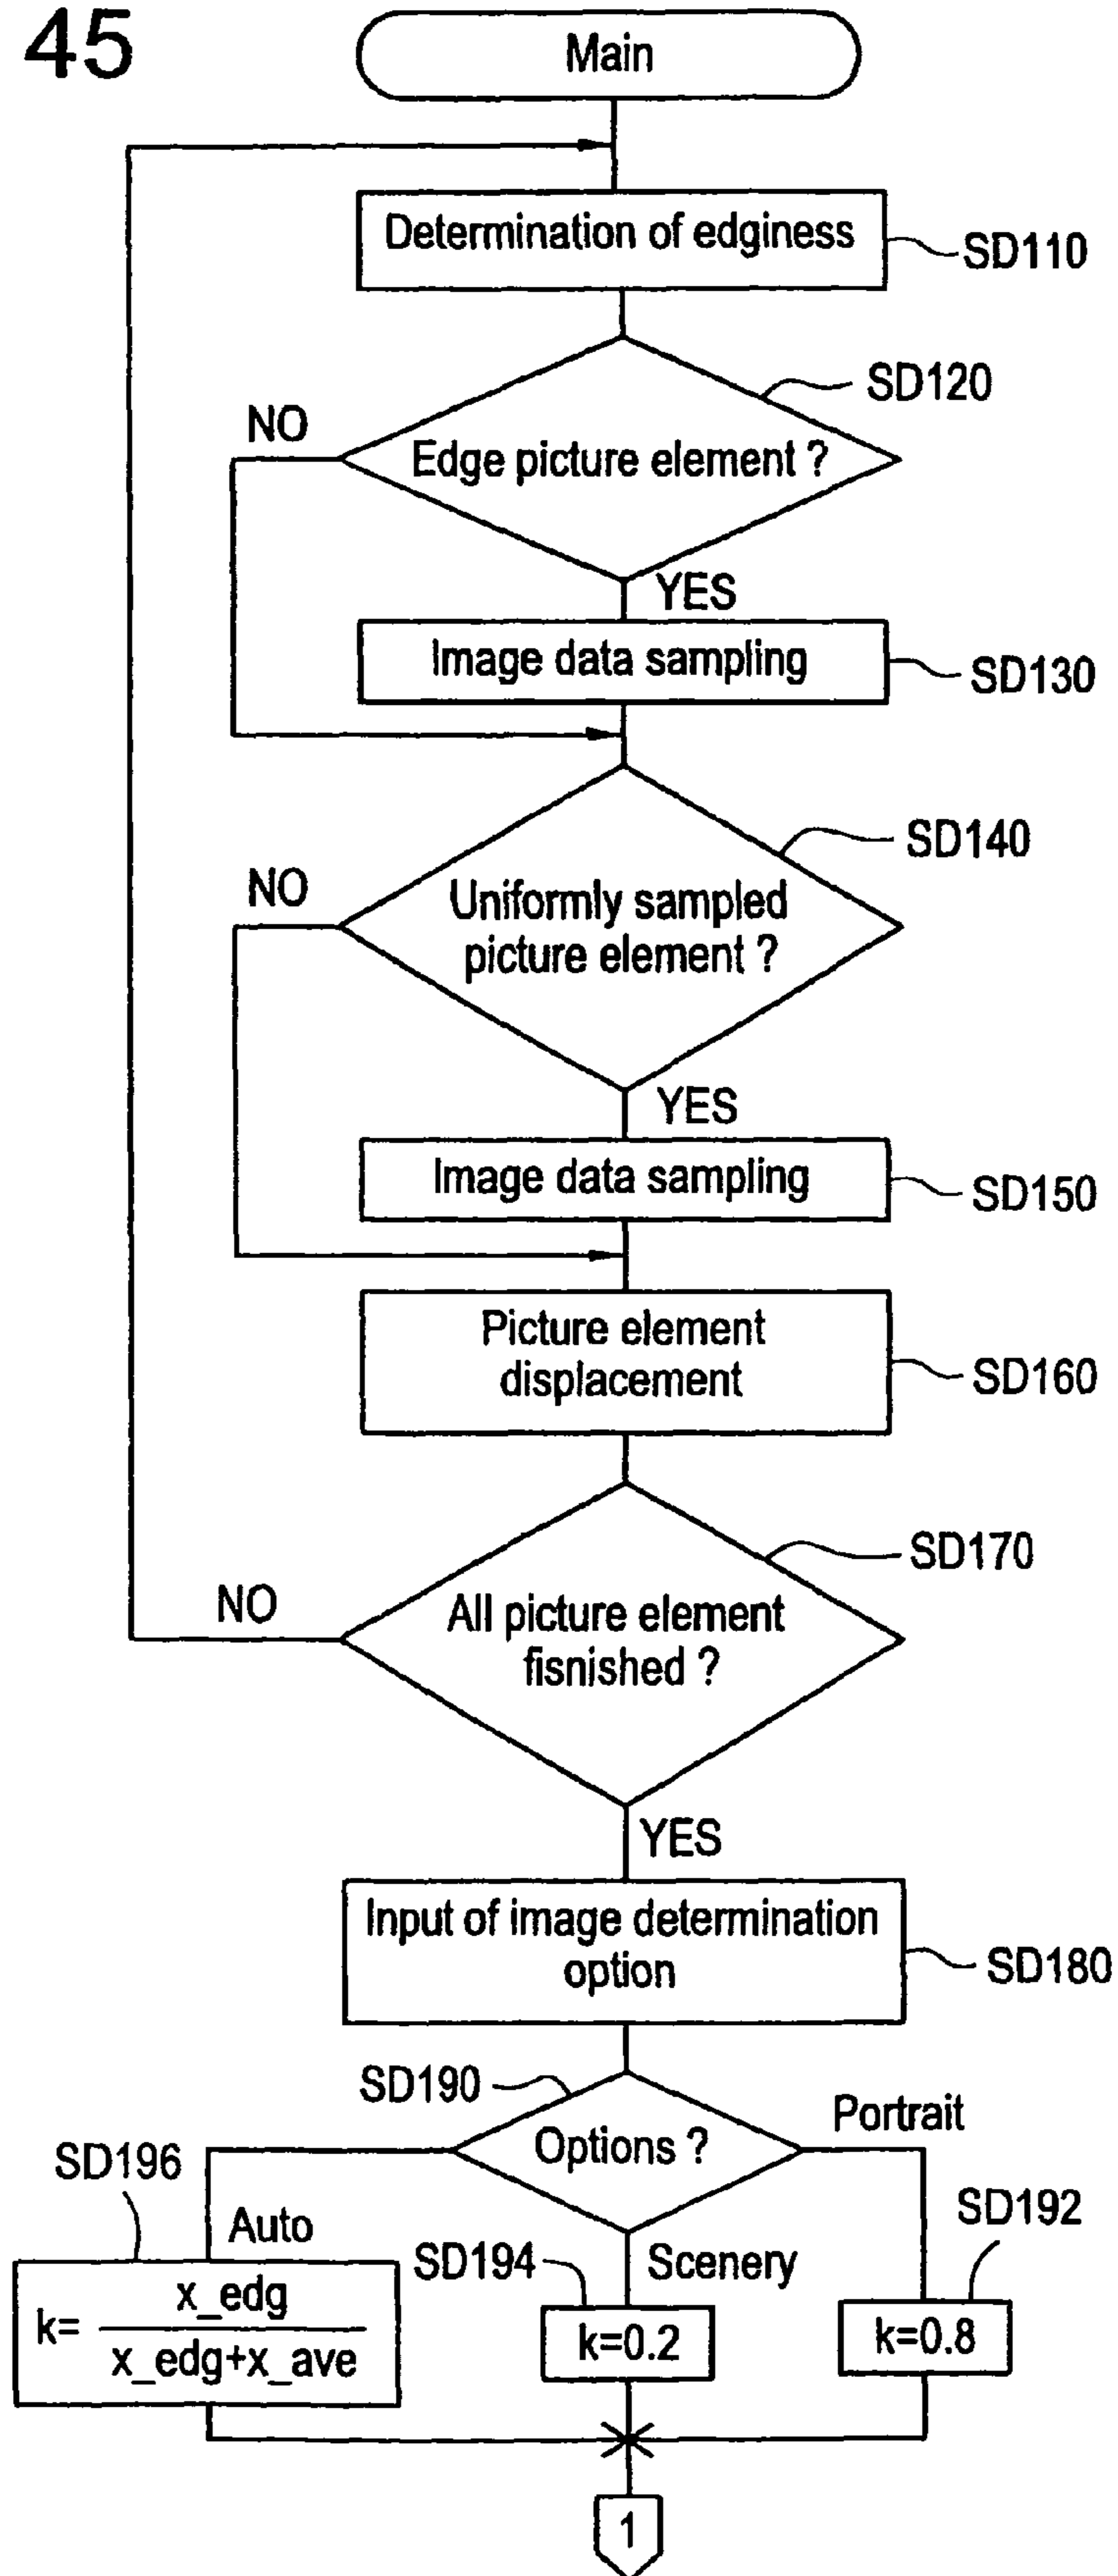 45
Main
Determination of edginess
SD110
SD120
NO
Edge picture element ?
YES
Image data sampling
SD130
SD140
NO
Uniformly sampled
picture element ?
YES
Image data sampling
SD150
Picture element
displacement
SD160
SD170
NO
All picture element
fisnished ?
YES
Input of image determination
option
SD180
SD190
Options ?
Portrait
SD196
Auto
SD194
Scenery
SD192
k= x_edg
x_edg+x_ave
k=0.2
k=0.8
1